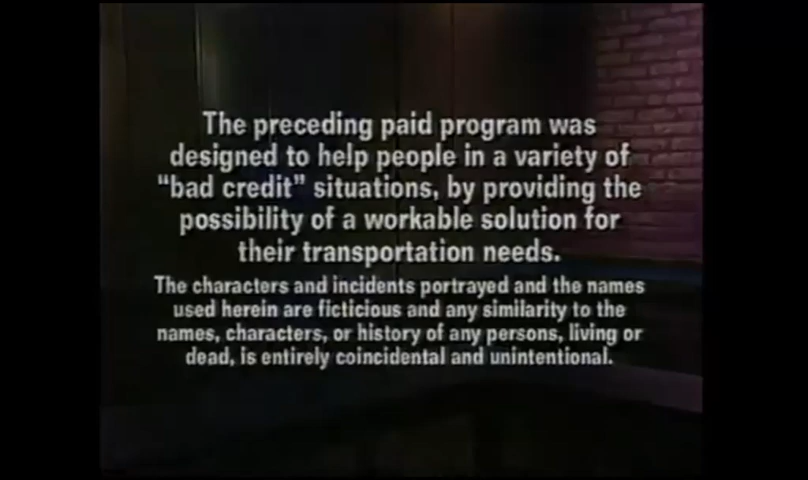 The preceding paid program was
designed to help people in a variety of
“bad credit” situations, by providing the
possibility of a workable solution for
their transportation needs.
The characters and incidents portrayed and the names
used herein are ficticious and any similarity to the
names, characters, or history of any persons, living or
dead, is entirely coincidental and unintentional.